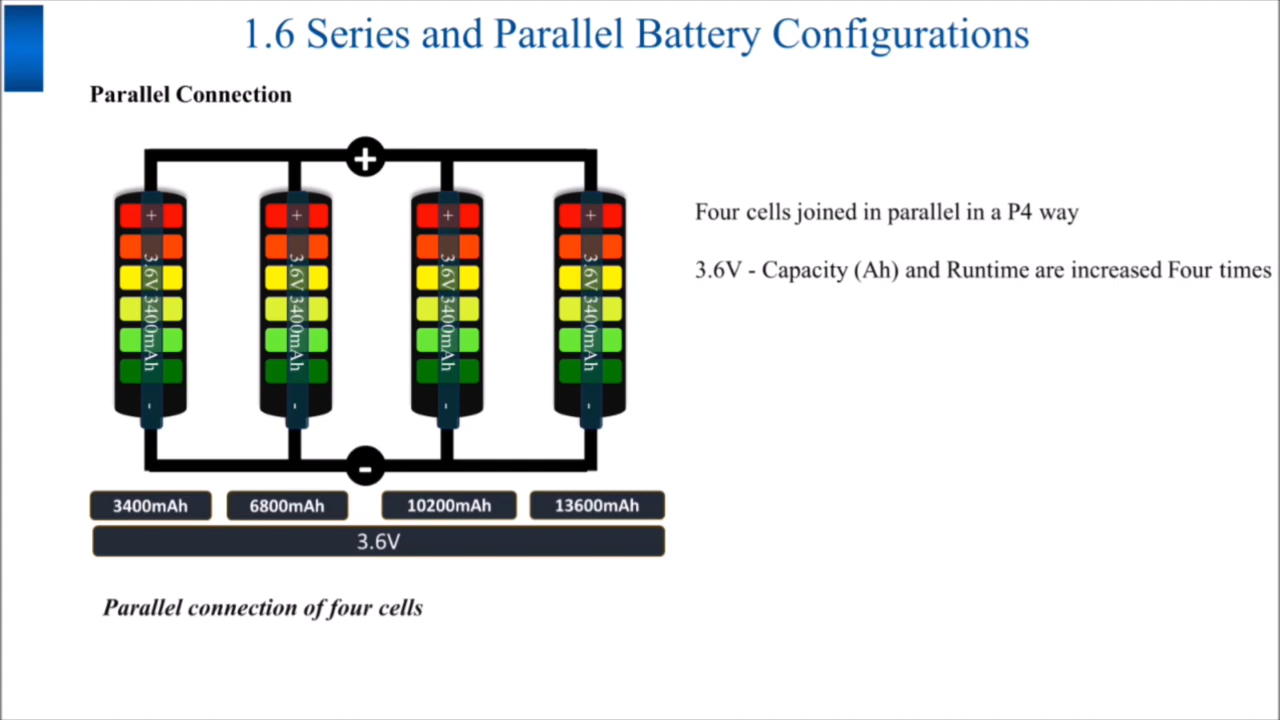 1.6 Series and Parallel Battery Configurations
Parallel Connection
+
+ 3.6V 3400mAh -
+ 3.6V 3400mAh -
+ 3.6V 3400mAh -
+ 3.6V 3400mAh -
-
Four cells joined in parallel in a P4 way
3.6V - Capacity (Ah) and Runtime are increased Four times
3400mAh 6800mAh 10200mAh 13600mAh
3.6V
Parallel connection of four cells